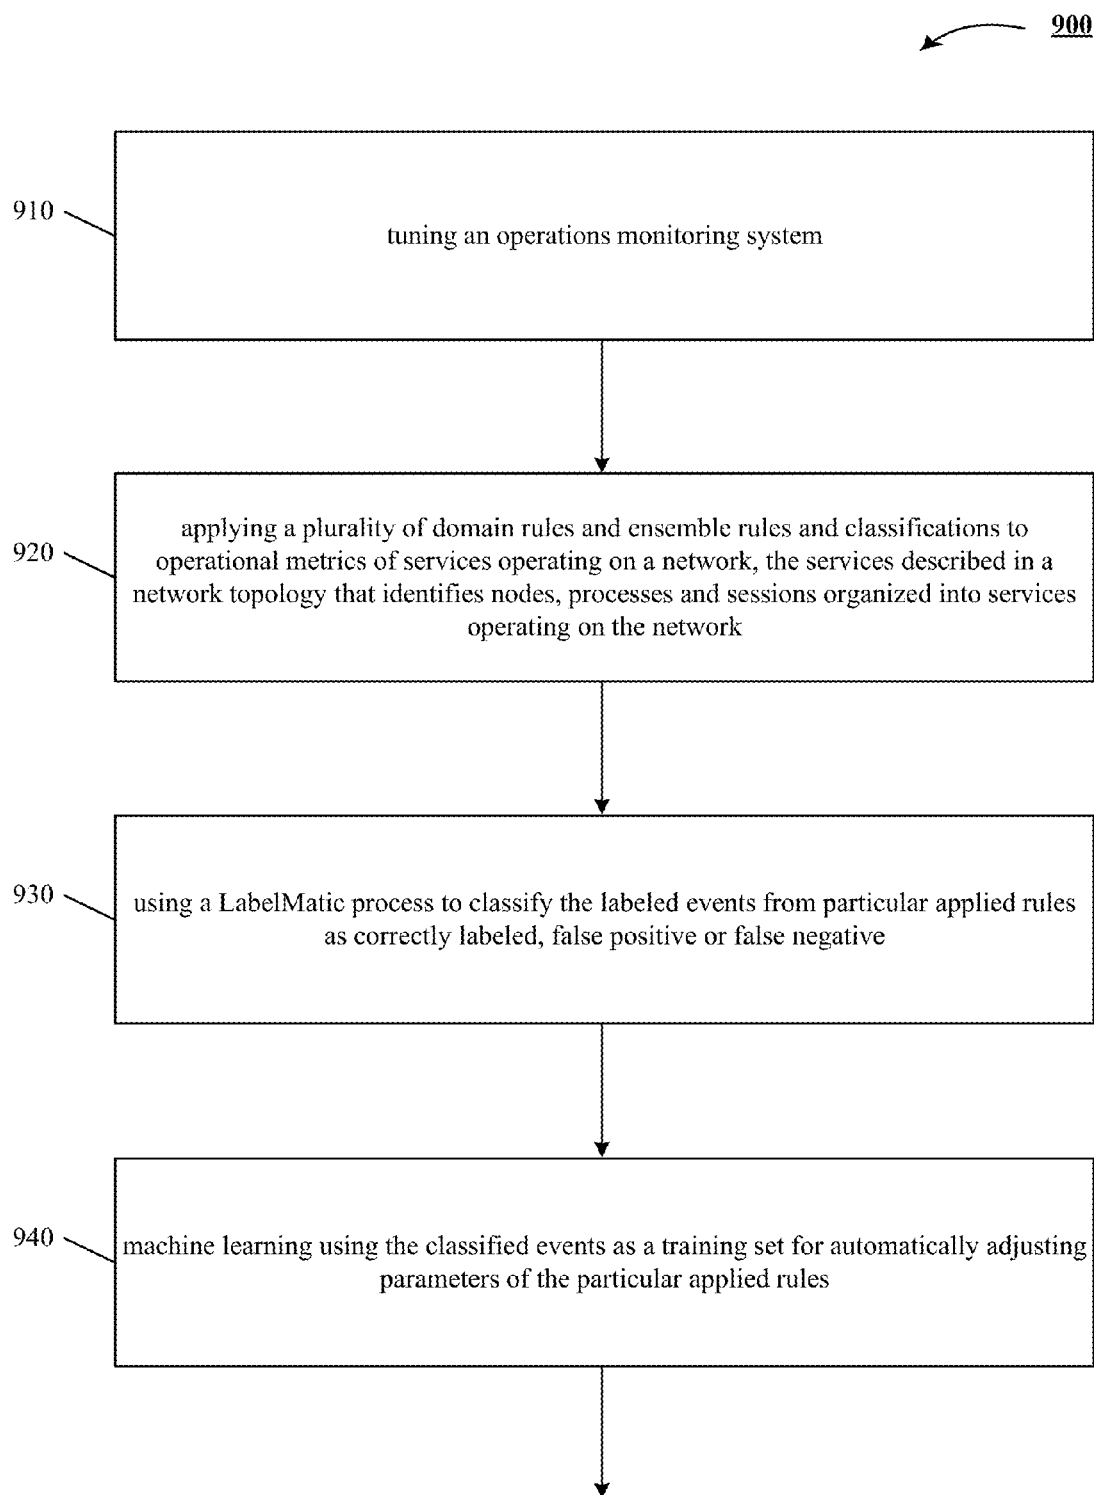 900
910
tuning an operations monitoring system
920
applying a plurality of domain rules and ensemble rules and classifications to
operational metrics of services operating on a network, the services described in a
network topology that identifies nodes, processes and sessions organized into services
operating on the network
930
using a LabelMatic process to classify the labeled events from particular applied rules
as correctly labeled, false positive or false negative
940
machine learning using the classified events as a training set for automatically adjusting
parameters of the particular applied rules